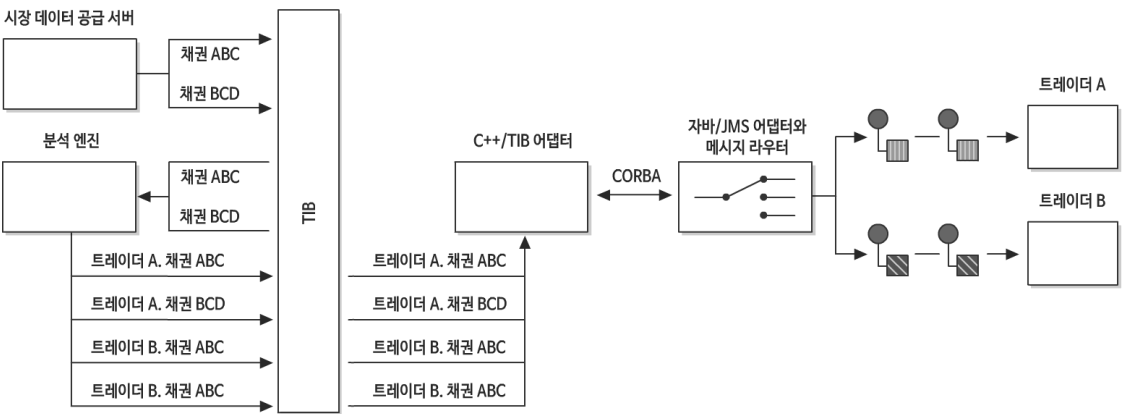 시장 데이터 공급 서버
채권 ABC
채권 BCD
분석 엔진
채권 ABC
채권 BCD
트레이더 A. 채권 ABC
트레이더 A. 채권 BCD
트레이더 B. 채권 ABC
트레이더 B. 채권 ABC
TIB
트레이더 A. 채권 ABC
트레이더 A. 채권 BCD
트레이더 B. 채권 ABC
트레이더 B. 채권 ABC
C++/TIB 어댑터
CORBA
자바/JMS 어댑터와
메시지 라우터
트레이더 A
트레이더 B